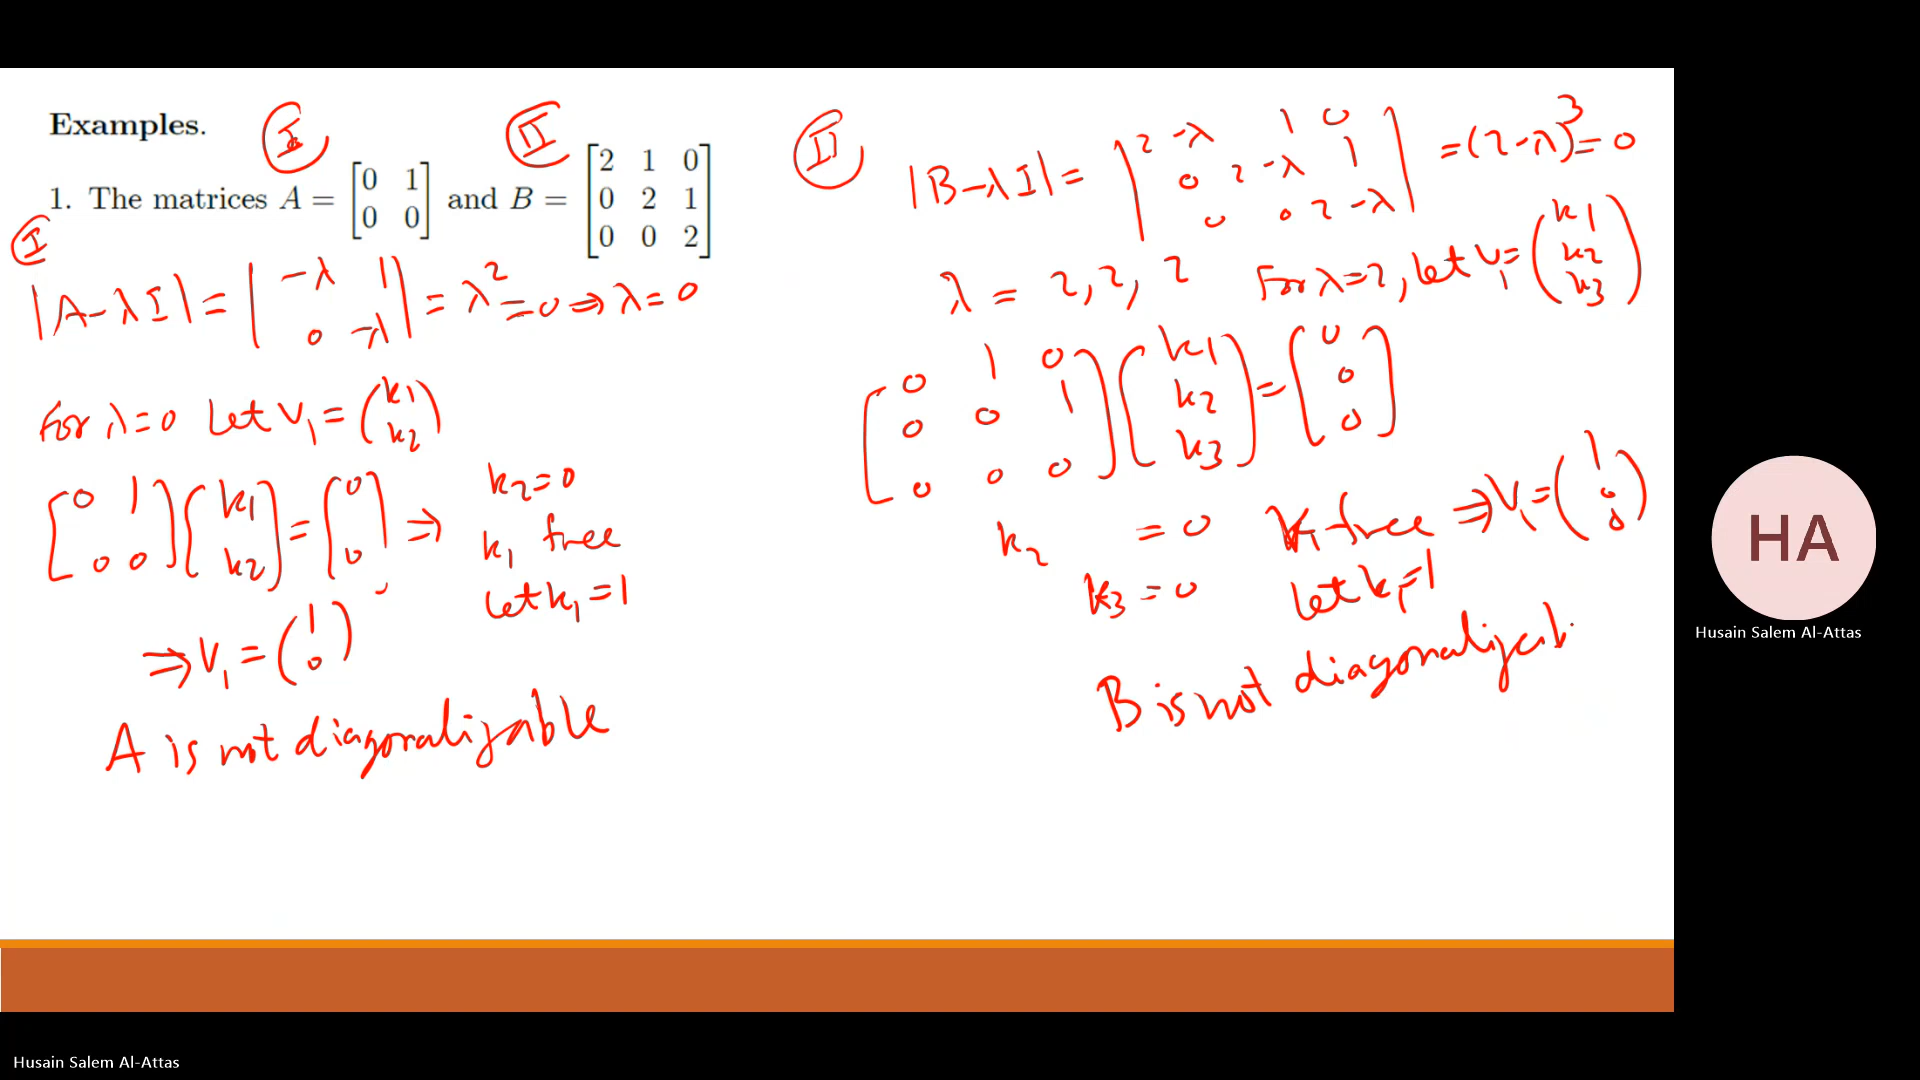 Examples.
I
II
1. The matrices A = [0 1; 0 0] and B = [2 1 0; 0 2 1; 0 0 2]
I
|A-λI| = |-λ 1; 0 -λ| = λ² = 0 ⇒ λ = 0
For λ=0 Let V₁ = (k1; k2)
[0 1; 0 0] [k1; k2] = [0; 0] ⇒ k₂=0
k₁ free
let k₁=1
⇒ V₁ = (1; 0)
A is not diagonalizable
II
|B-λI| = |2-λ 1 0; 0 2-λ 1; 0 0 2-λ| = (2-λ)³ = 0
λ = 2, 2, 2 For λ=2, let V₁ = (k1; k2; k3)
[0 1 0; 0 0 1; 0 0 0] [k1; k2; k3] = [0; 0; 0]
k₂ = 0 k₁ free ⇒ V₁ = (1; 0; 0)
k₃ = 0 let k₁=1
B is not diagonalizab
HA
Husain Salem Al-Attas
Husain Salem Al-Attas